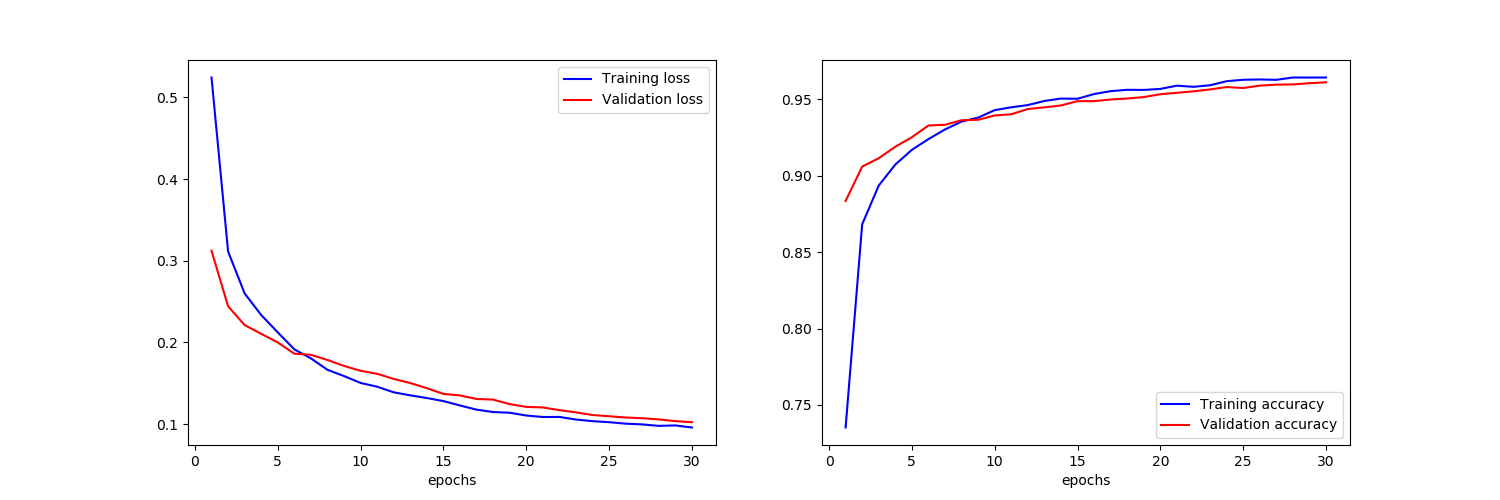 Training loss
Validation loss
0.5
0.4
0.3
0.2
0.1
0 5 10 15 20 25 30
epochs
0.95
0.90
0.85
0.80
0.75
Training accuracy
Validation accuracy
0 5 10 15 20 25 30
epochs